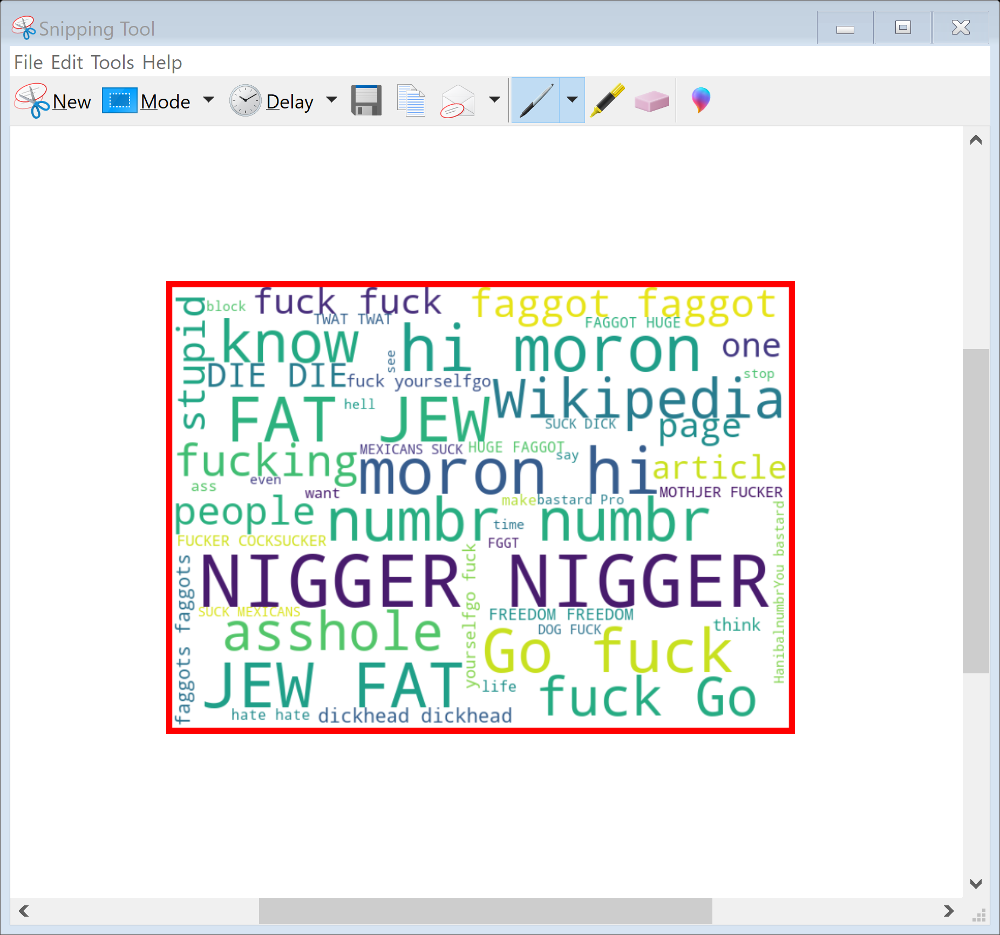 Snipping Tool
File Edit Tools Help
New Mode Delay
stupid
block
fuck fuck
faggot faggot
TWAT TWAT
FAGGOT HUGE
know
see
hi moron
one
DIE DIE
fuck yourselfgo
stop
Wikipedia
FAT JEW
hell
SUCK DICK
page
fucking
MEXICANS SUCK
HUGE FAGGOT
say
moron hi
article
ass
even
want
MOTHJER FUCKER
people
numbr numbr
make
bastard Pro
time
FUCKER COCKSUCKER
FGGT
HanibalnumbrYou bastard
faggots faggots
NIGGER NIGGER
yourselfgo fuck
SUCK MEXICANS
FREEDOM FREEDOM
asshole
DOG FUCK
think
Go fuck
JEW FAT
life
fuck Go
hate hate
dickhead dickhead